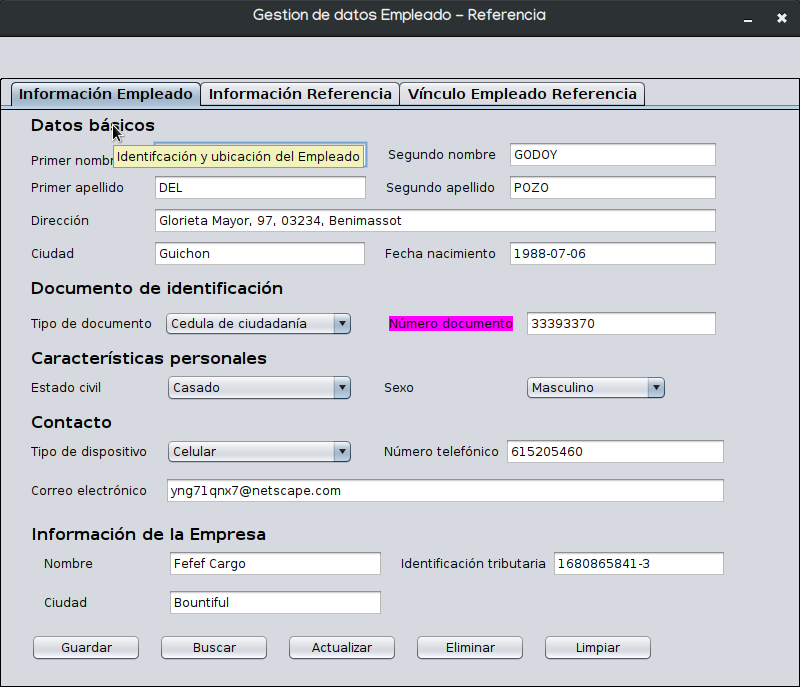 Gestion de datos Empleado - Referencia
Información Empleado Información Referencia Vínculo Empleado Referencia
Datos básicos
Primer Identifcación y ubicación del Empleado Segundo nombre GODOY
Primer apellido DEL Segundo apellido POZO
Dirección Glorieta Mayor, 97, 03234, Benimassot
Ciudad Guichon Fecha nacimiento 1988-07-06
Documento de identificación
Tipo de documento Cedula de ciudadanía Número documento 33393370
Características personales
Estado civil Casado Sexo Masculino
Contacto
Tipo de dispositivo Celular Número telefónico 615205460
Correo electrónico yng71qnx7@netscape.com
Información de la Empresa
Nombre Fefef Cargo Identificación tributaria 1680865841-3
Ciudad Bountiful
Guardar Buscar Actualizar Eliminar Limpiar